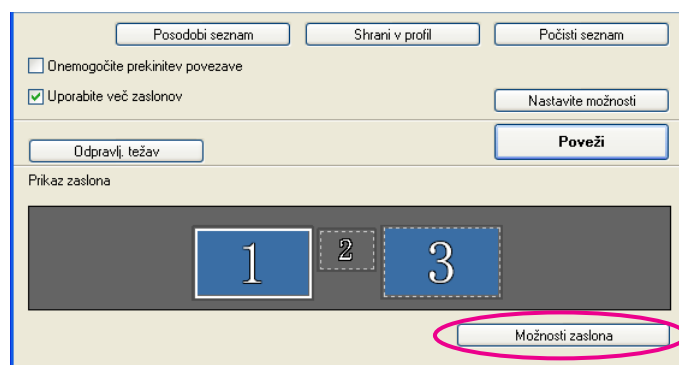 Posodobi seznam Shrani v profil Počisti seznam
Onemogočite prekinitev povezave
Uporabite več zaslonov
Nastavite možnosti
Odpravlj. težav
Poveži
Prikaz zaslona
1 2 3
Možnosti zaslona